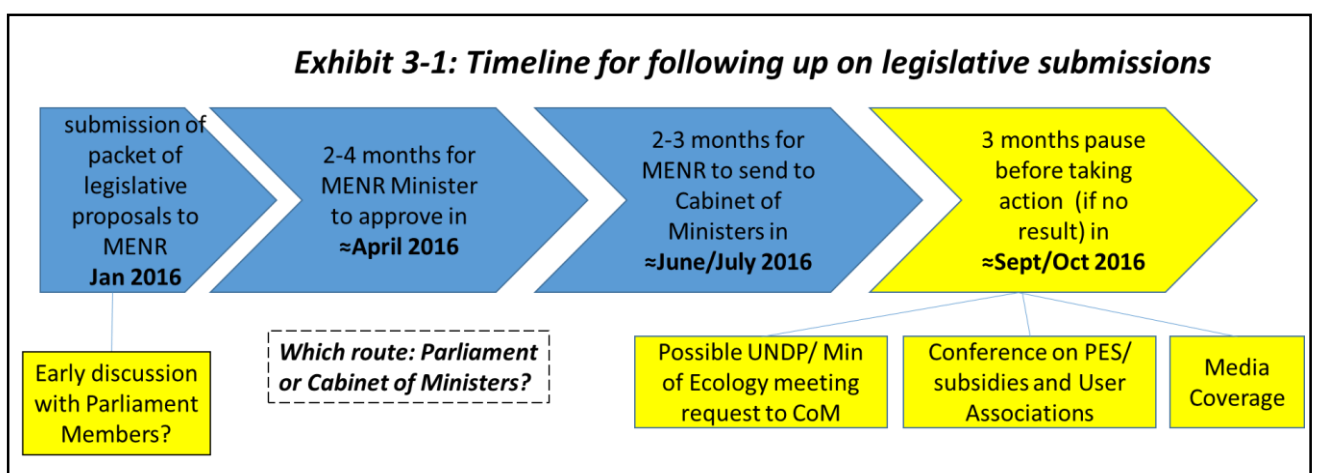 Exhibit 3-1: Timeline for following up on legislative submissions
submission of
packet of
legislative
proposals to
MENR
Jan 2016
2-4 months for
MENR Minister
to approve in
≈April 2016
2-3 months for
MENR to send to
Cabinet of
Ministers in
≈June/July 2016
3 months pause
before taking
action (if no
result) in
≈Sept/Oct 2016
Early discussion
with Parliament
Members?
Which route: Parliament
or Cabinet of Ministers?
Possible UNDP/ Min
of Ecology meeting
request to CoM
Conference on PES/
subsidies and User
Associations
Media
Coverage